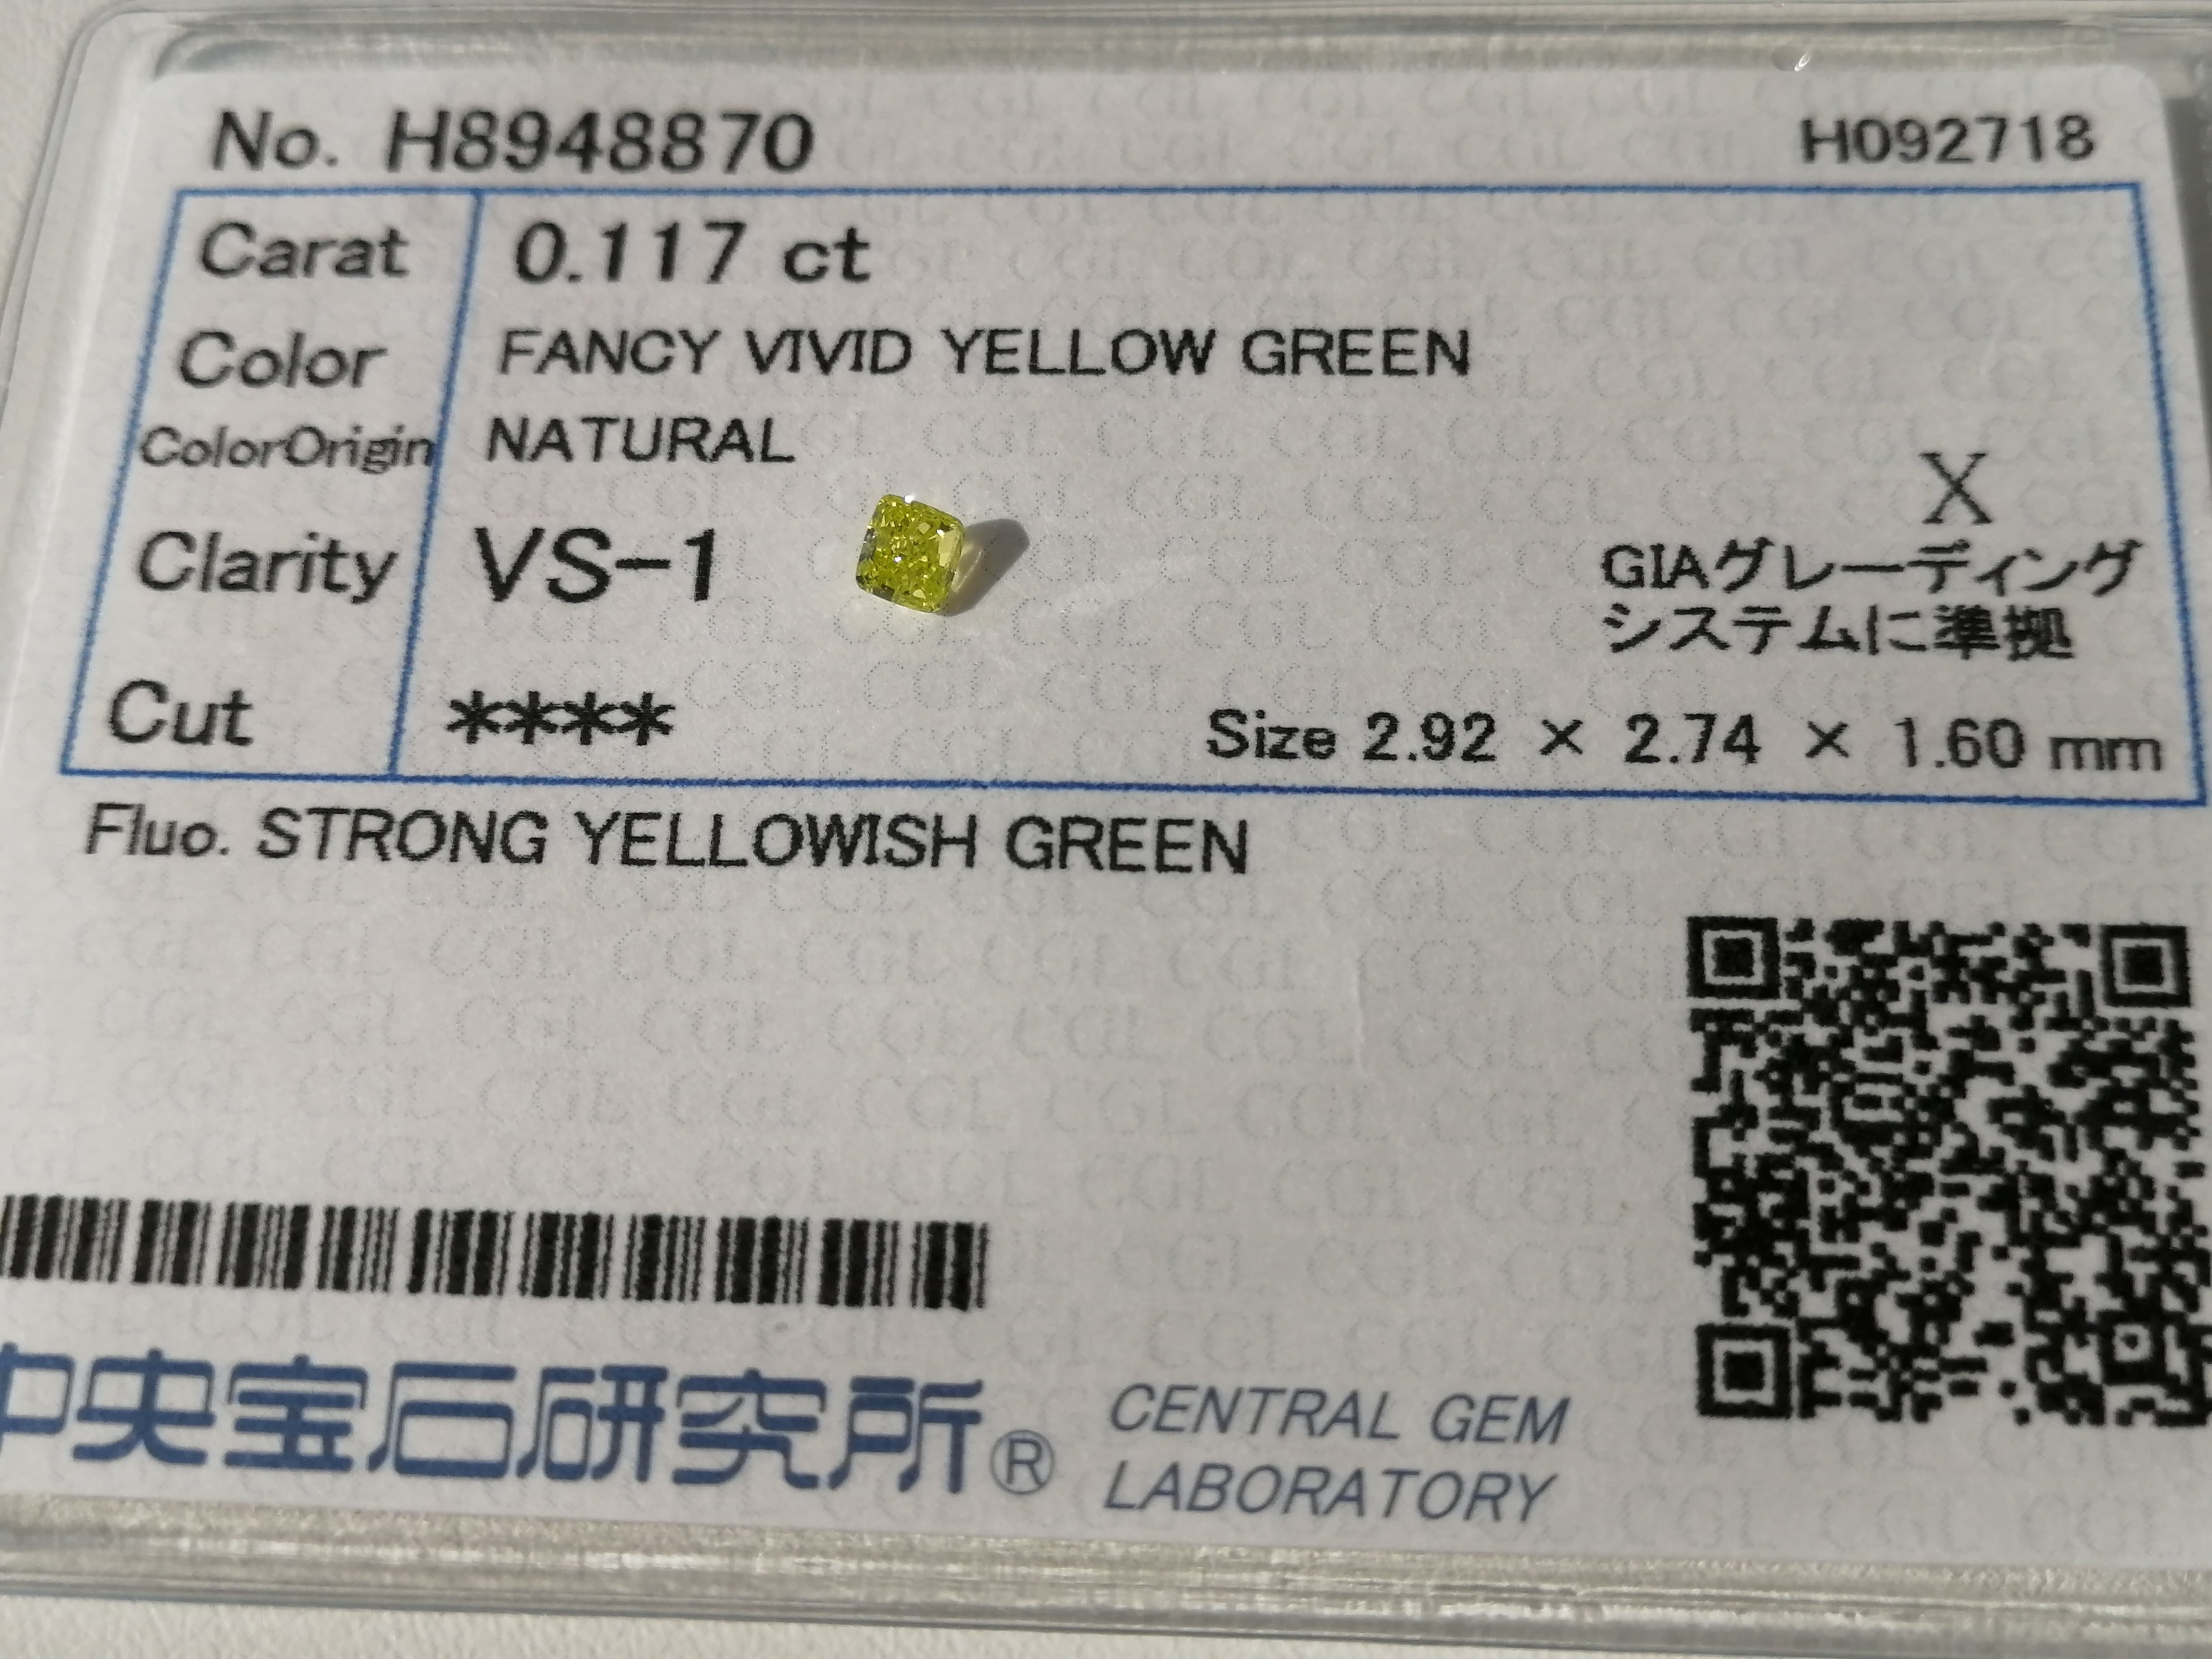 No. H8948870 H092718
Carat 0.117 ct
Color FANCY VIVID YELLOW GREEN
ColorOrigin NATURAL
X
Clarity VS-1 GIAグレーディング
システムに準拠
Cut **** Size 2.92 × 2.74 × 1.60 mm
Fluo. STRONG YELLOWISH GREEN
中央宝石研究所® CENTRAL GEM
LABORATORY